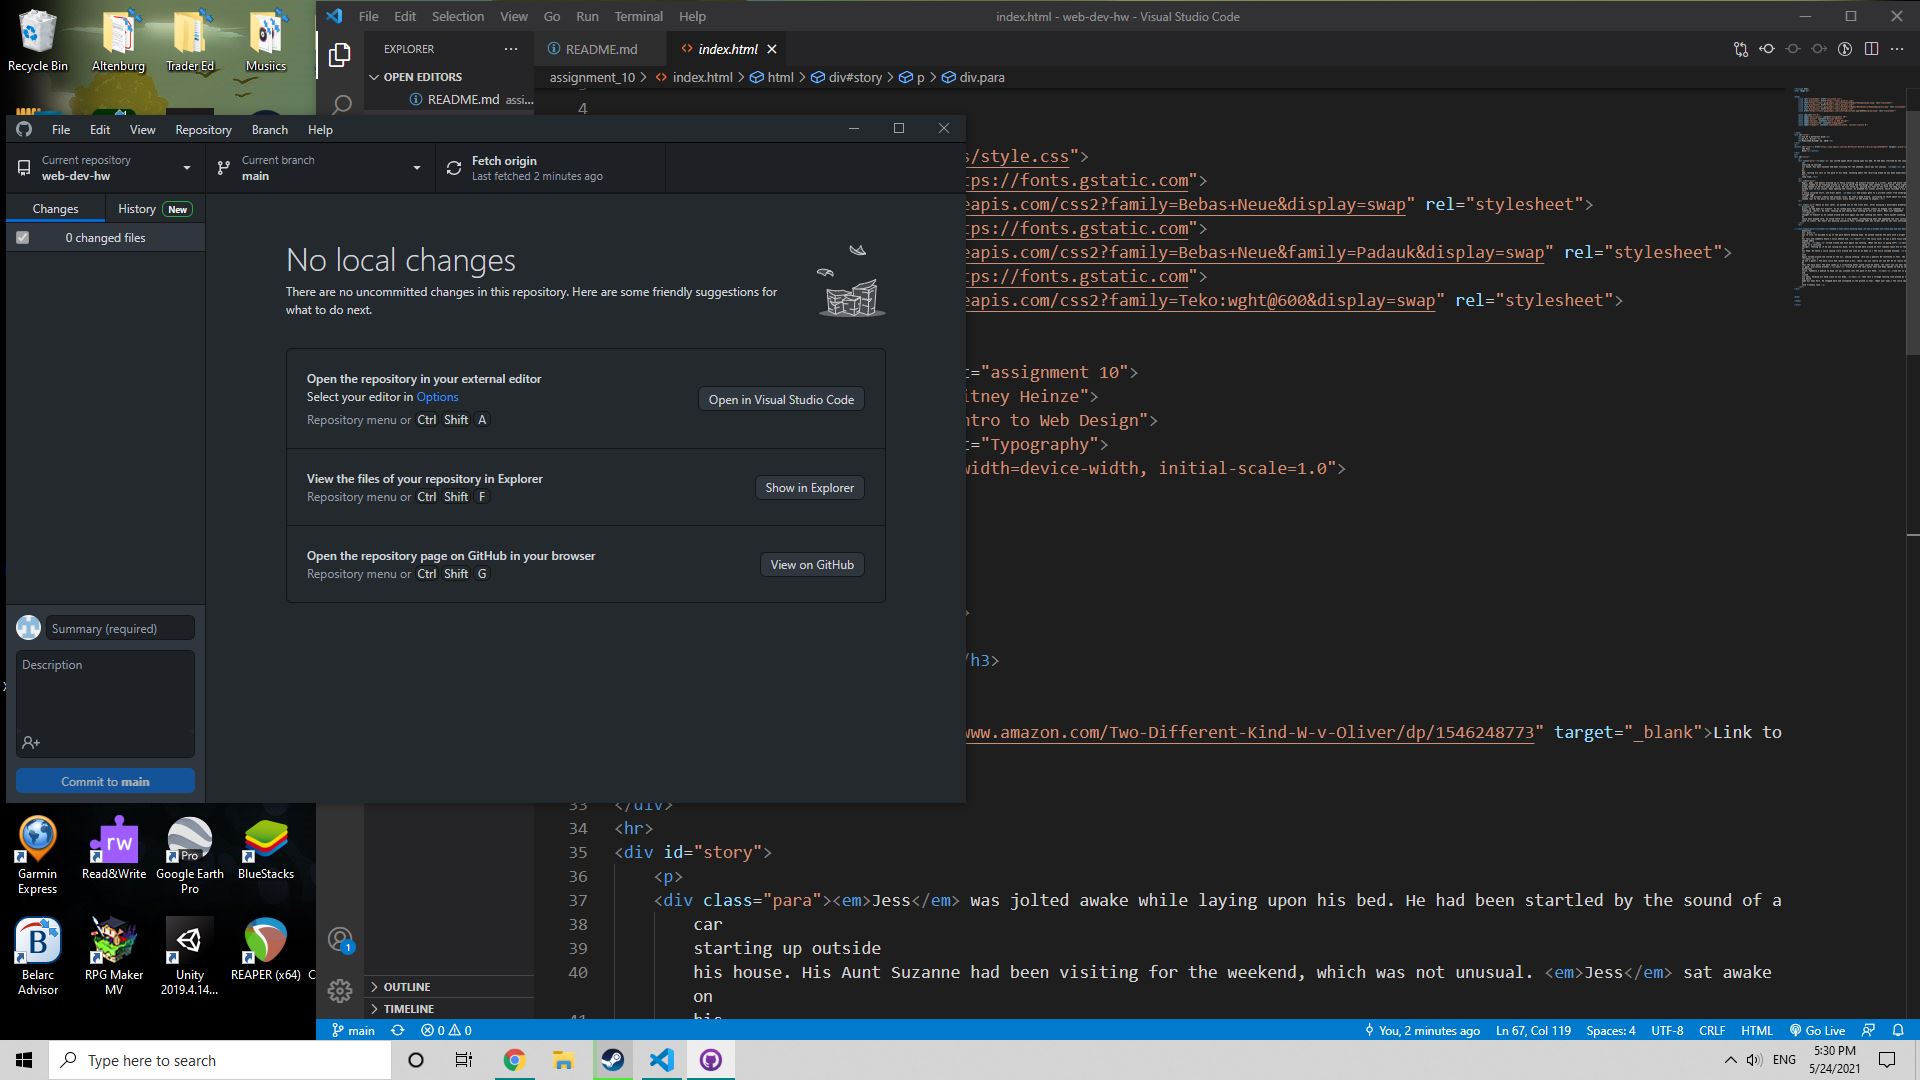 File Edit Selection View Go Run Terminal Help
index.html - web-dev-hw - Visual Studio Code
Recycle Bin
Altenburg
Trader Ed
Musiics
EXPLORER
README.md
index.html
OPEN EDITORS
README.md assi...
assignment_10 > index.html > html > div#story > p > div.para
4
File Edit View Repository Branch Help
Current repository
web-dev-hw
Current branch
main
Fetch origin
Last fetched 2 minutes ago
Changes
History New
0 changed files
No local changes
There are no uncommitted changes in this repository. Here are some friendly suggestions for
what to do next.
Open the repository in your external editor
Select your editor in Options
Repository menu or Ctrl Shift A
Open in Visual Studio Code
View the files of your repository in Explorer
Repository menu or Ctrl Shift F
Show in Explorer
Open the repository page on GitHub in your browser
Repository menu or Ctrl Shift G
View on GitHub
Summary (required)
Description
Commit to main
s/style.css">
tps://fonts.gstatic.com">
eapis.com/css2?family=Bebas+Neue&display=swap" rel="stylesheet">
tps://fonts.gstatic.com">
eapis.com/css2?family=Bebas+Neue&family=Padauk&display=swap" rel="stylesheet">
tps://fonts.gstatic.com">
eapis.com/css2?family=Teko:wght@600&display=swap" rel="stylesheet">
t="assignment 10">
itney Heinze">
ntro to Web Design">
t="Typography">
width=device-width, initial-scale=1.0">
>
/h3>
www.amazon.com/Two-Different-Kind-W-v-Oliver/dp/1546248773" target="_blank">Link to
33 </div>
34 <hr>
35 <div id="story">
36 <p>
37 <div class="para"><em>Jess</em> was jolted awake while laying upon his bed. He had been startled by the sound of a
38 car
39 starting up outside
40 his house. His Aunt Suzanne had been visiting for the weekend, which was not unusual. <em>Jess</em> sat awake
on
41 his
Garmin
Express
Read&Write
Google Earth
Pro
BlueStacks
Belarc
Advisor
RPG Maker
MV
Unity
2019.4.14...
REAPER (x64)
C
1
OUTLINE
TIMELINE
main
0 0
You, 2 minutes ago
Ln 67, Col 119
Spaces: 4
UTF-8
CRLF
HTML
Go Live
Type here to search
ENG
5:30 PM
5/24/2021